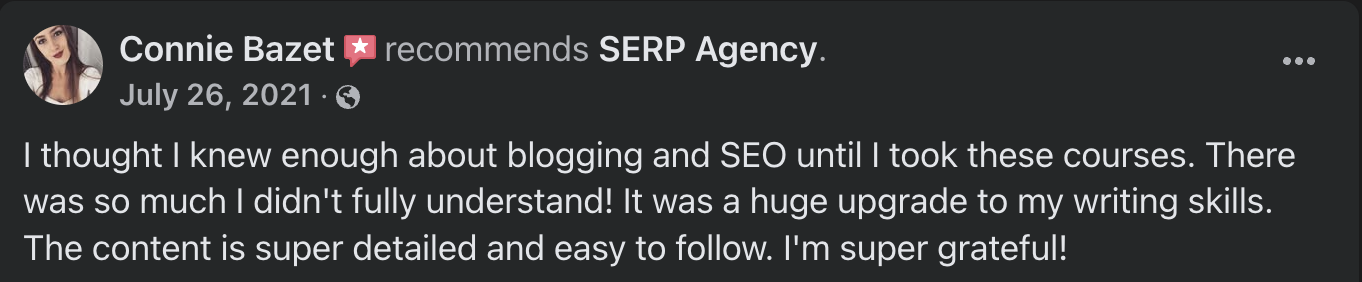 Connie Bazet recommends SERP Agency.
July 26, 2021 ·
I thought I knew enough about blogging and SEO until I took these courses. There
was so much I didn't fully understand! It was a huge upgrade to my writing skills.
The content is super detailed and easy to follow. I'm super grateful!